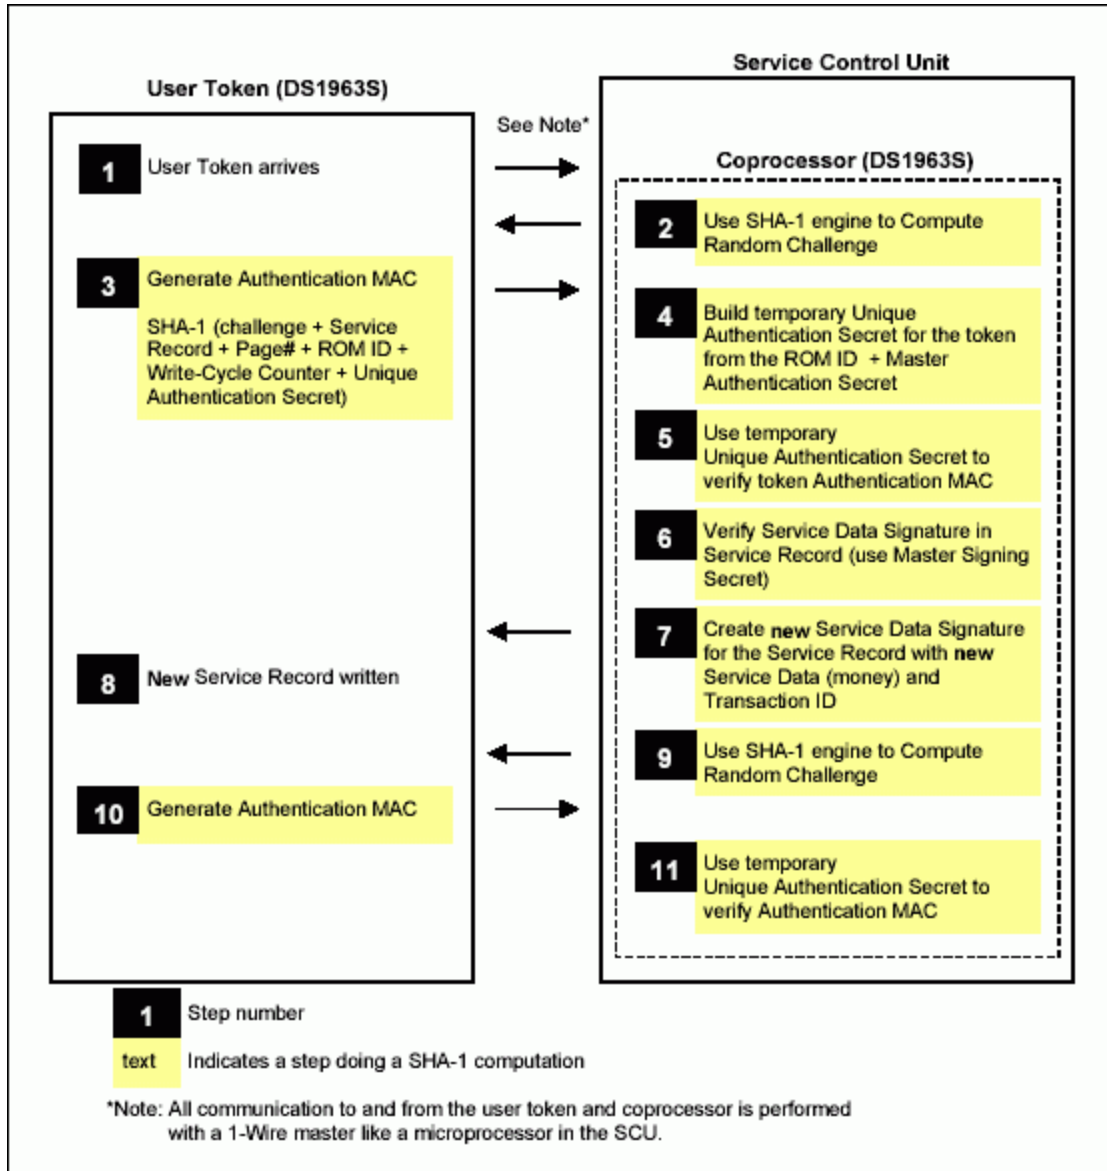 Service Control Unit
User Token (DS1963S)
See Note*
Coprocessor (DS1963S)
1 User Token arrives
2 Use SHA-1 engine to Compute
Random Challenge
3 Generate Authentication MAC
SHA-1 (challenge + Service
Record + Page# + ROM ID +
Write-Cycle Counter + Unique
Authentication Secret)
4 Build temporary Unique
Authentication Secret for the token
from the ROM ID + Master
Authentication Secret
5 Use temporary
Unique Authentication Secret to
verify token Authentication MAC
6 Verify Service Data Signature in
Service Record (use Master Signing
Secret)
7 Create new Service Data Signature
for the Service Record with new
Service Data (money) and
Transaction ID
8 New Service Record written
9 Use SHA-1 engine to Compute
Random Challenge
10 Generate Authentication MAC
11 Use temporary
Unique Authentication Secret to
verify Authentication MAC
1 Step number
text Indicates a step doing a SHA-1 computation
*Note: All communication to and from the user token and coprocessor is performed
with a 1-Wire master like a microprocessor in the SCU.